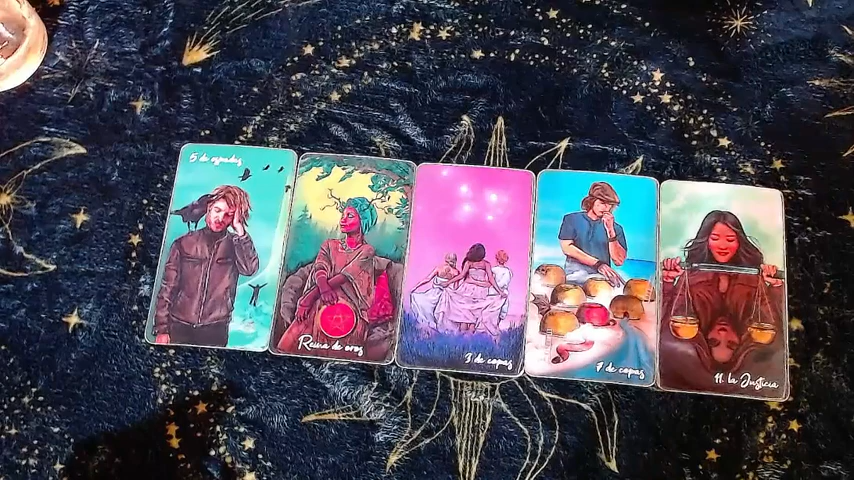 5 de espadas
Reina de oros
3 de copas
7 de copas
11. la Justicia